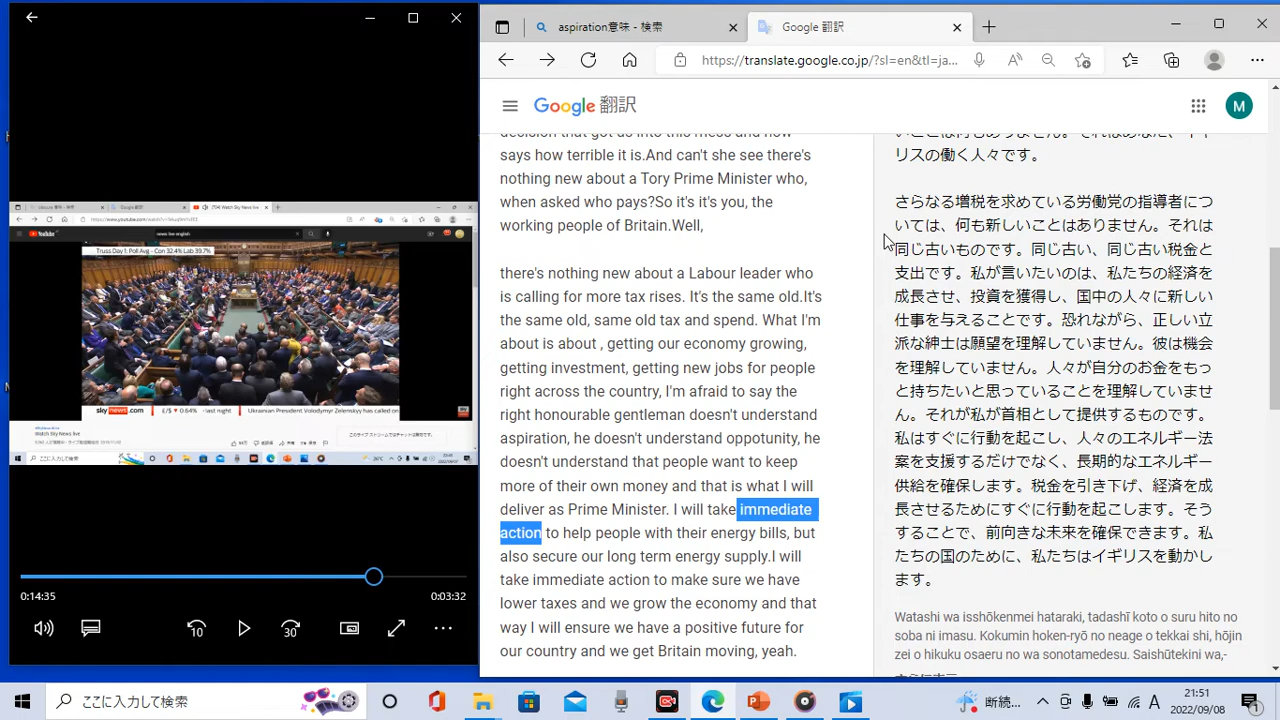 aspiration意味 - 検索
Google 翻訳
https://translate.google.co.jp/?sl=en&tl=ja...
Google 翻訳
M
decision that got us into this mess and now
says how terrible it is.And can't she see there's
nothing new about a Tory Prime Minister who,
when asked who pays?So it's it's you, the
working people of Britain.Well,
there's nothing new about a Labour leader who
is calling for more tax rises. It's the same old.It's
the same old, same old tax and spend. What I'm
about is about , getting our economy growing,
getting investment, getting new jobs for people
right across the country, I'm afraid to say the
right honourable gentleman doesn't understand
aspiration, he doesn't understand opportunity, he
doesn't understand that people want to keep
more of their own money and that is what I will
deliver as Prime Minister. I will take immediate
action to help people with their energy bills, but
also secure our long term energy supply.I will
take immediate action to make sure we have
lower taxes and we grow the economy and that
way I will ensure we have a positive future for
our country and we get Britain moving, yeah.
リスの働く人々です。
さらなる増税を求めている労働党の指導者につ
いては、何も新しいことはありません。それは
同じ古いものです。同じ古い、同じ古い税金と
支出です。私が言いたいのは、私たちの経済を
成長させ、投資を獲得し、国中の人々に新しい
仕事を与えることです。恐れながら、正しい立
派な紳士は願望を理解していません。彼は機会
を理解していません。人々が自分のお金をもっ
と持ちたいと思っていることを理解していませ
ん。それが私が首相として提供するものです。
私はすぐに行動を起こし、人々のエネルギー法
案を支援するだけでなく、長期的なエネルギー
供給を確保します。税金を引き下げ、経済を成
長させるためにすぐに行動を起こします。そう
することで、前向きな未来を確保できます。私
たちの国のために、私たちはイギリスを動かし
ます。
Watashi wa isshōkenmei hataraki, tadashī koto o suru hito no
soba ni imasu. Kokumin hoken-ryō no neage o tekkai shi, hōjin
zei o hikuku osaeru no wa sonotamedesu. Saishūtekini wa,-
YouTube
news live english
Truss Day 1, Poll Avg - Con 32.4% Lab 39.7%
sky news.com
£/$ ▼ 0.64% - last night
Ukrainian President Volodymyr Zelenskyy has called on
Watch Sky News live
0:14:35
0:03:32
10
30
ここに入力して検索
断続...
A
21:51
2022/09/08
1